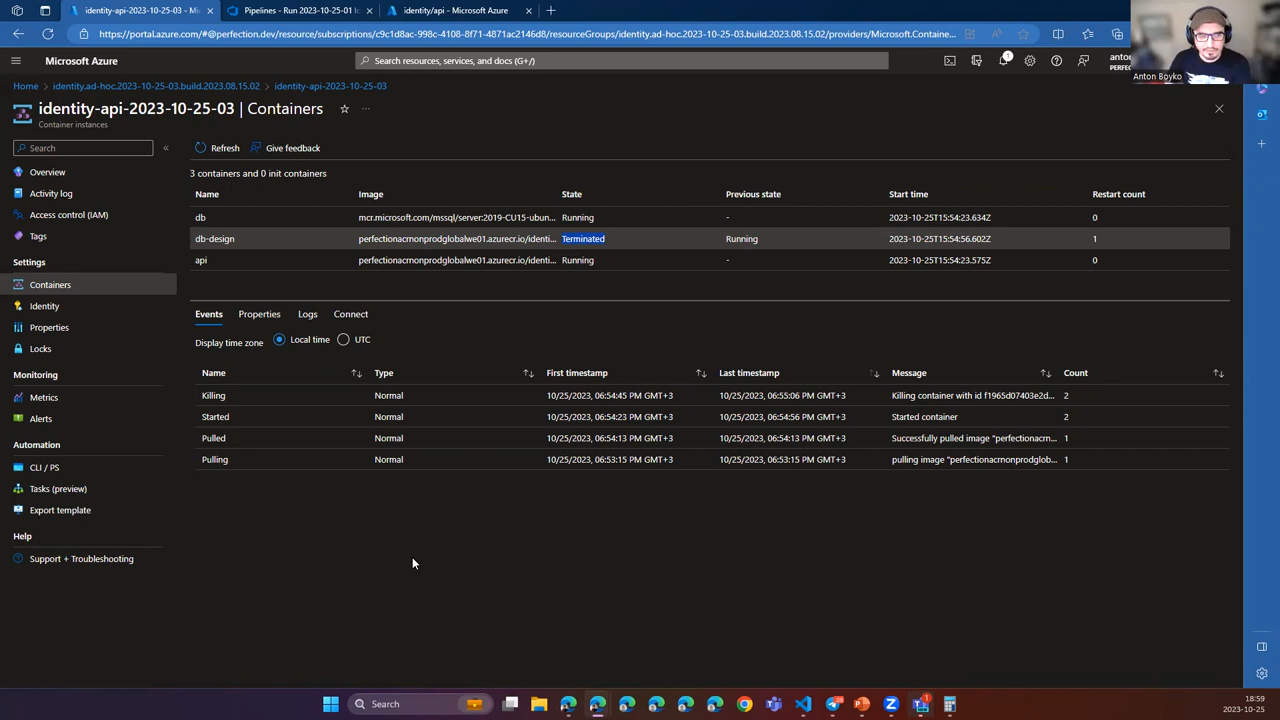 identity-api-2023-10-25-03 - Mi
Pipelines - Run 2023-10-01 I
identity/api - Microsoft Azure
https://portal.azure.com/#@perfection.dev/resource/subscriptions/c9c1d8ac-998c-4108-8f71-4871ac2146d8/resourceGroups/identity.ad-hoc.2023-10-25-03.build.2023.08.15.02/providers/Microsoft.Containe...
Microsoft Azure
Search resources, services, and docs (G+/)
1
anton
PERFEC
Anton Boyko
Home > identity.ad-hoc.2023-10-25-03.build.2023.08.15.02 > identity-api-2023-10-25-03
identity-api-2023-10-25-03 | Containers
Container instances
Search
Refresh
Give feedback
3 containers and 0 init containers
Name Image State Previous state Start time Restart count
db mcr.microsoft.com/mssql/server:2019-CU15-ubun... Running - 2023-10-25T15:54:23.634Z 0
db-design perfectionacrnonprodglobalwe01.azurecr.io/identi... Terminated Running 2023-10-25T15:54:56.602Z 1
api perfectionacrnonprodglobalwe01.azurecr.io/identi... Running - 2023-10-25T15:54:23.575Z 0
Overview
Activity log
Access control (IAM)
Tags
Settings
Containers
Identity
Properties
Locks
Monitoring
Metrics
Alerts
Automation
CLI / PS
Tasks (preview)
Export template
Help
Support + Troubleshooting
Events Properties Logs Connect
Display time zone Local time UTC
Name Type First timestamp Last timestamp Message Count
Killing Normal 10/25/2023, 06:54:45 PM GMT+3 10/25/2023, 06:55:06 PM GMT+3 Killing container with id f1965d07403e2d... 2
Started Normal 10/25/2023, 06:54:23 PM GMT+3 10/25/2023, 06:54:56 PM GMT+3 Started container 2
Pulled Normal 10/25/2023, 06:54:13 PM GMT+3 10/25/2023, 06:54:13 PM GMT+3 Successfully pulled image "perfectionacrn... 1
Pulling Normal 10/25/2023, 06:53:15 PM GMT+3 10/25/2023, 06:53:15 PM GMT+3 pulling image "perfectionacrnonprodglob... 1
Search
1
18:59
2023-10-25